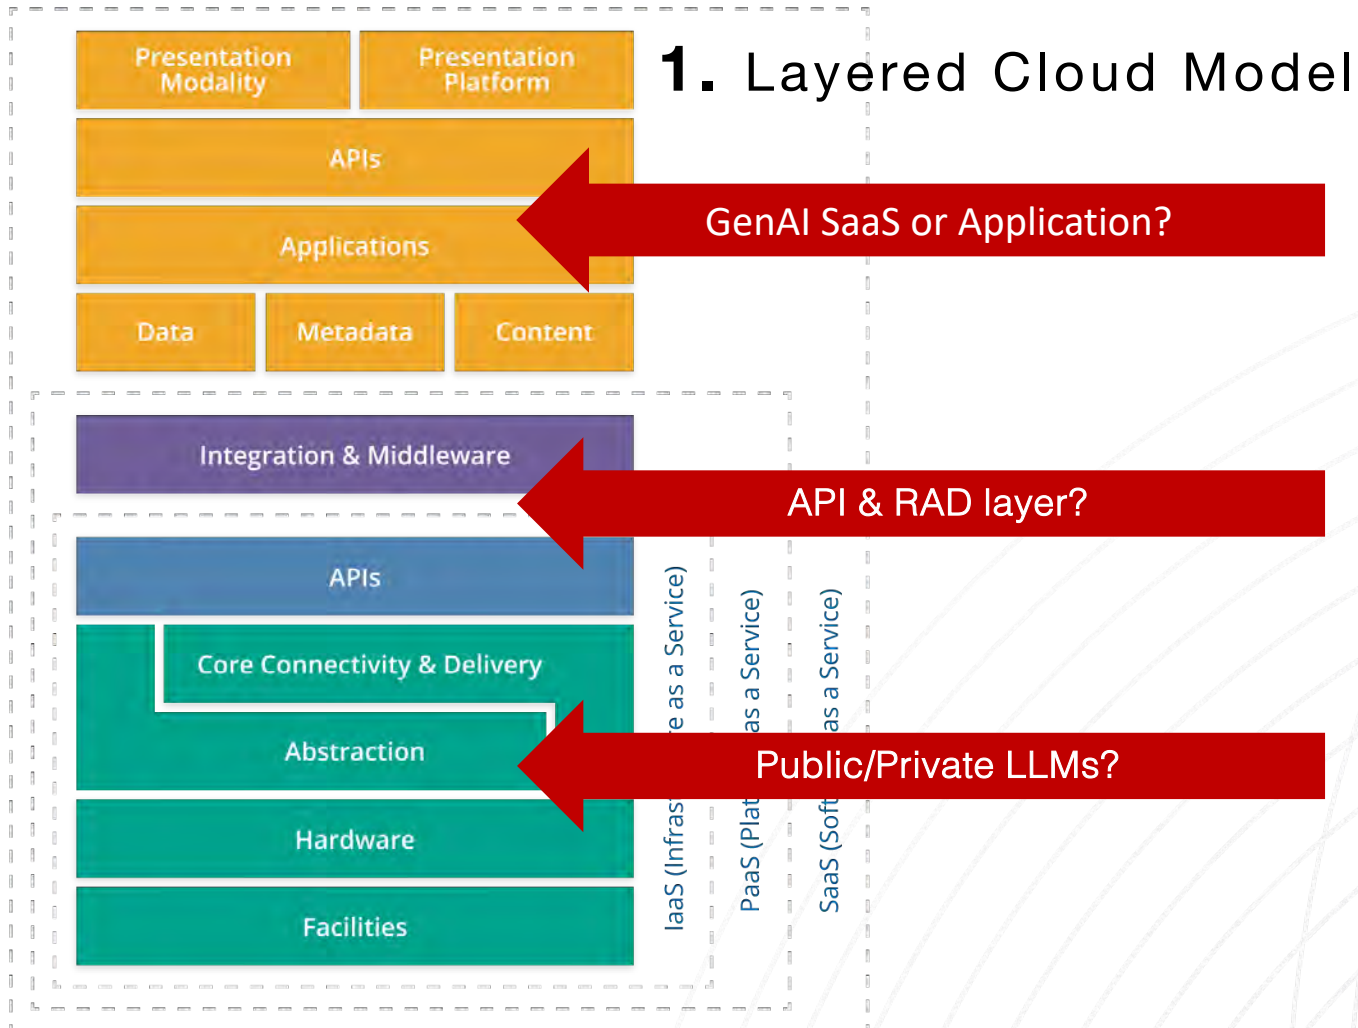 1. Layered Cloud Model
Presentation
Modality
Presentation
Platform
APIs
GenAI SaaS or Application?
Applications
Data
Metadata
Content
Integration & Middleware
API & RAD layer?
APIs
Core Connectivity & Delivery
Abstraction
Public/Private LLMs?
Hardware
Facilities
IaaS (Infras re as a Service)
PaaS (Plat as a Service)
SaaS (Soft as a Service)